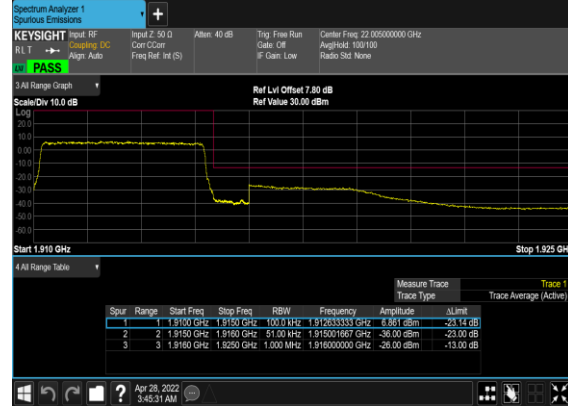 Spectrum Analyzer 1
Spurious Emissions
KEYSIGHT Input: RF Input Z: 50 Ω Atten: 40 dB Trig: Free Run Center Freq: 22.005000000 GHz
RLT Coupling: DC Corr CCorr Gate: Off Avg|Hold: 100/100
Align: Auto Freq Ref: Int (S) IF Gain: Low Radio Std: None
LXI PASS
3 All Range Graph
Ref Lvl Offset 7.80 dB
Scale/Div 10.0 dB Ref Value 30.00 dBm
Log
20.0
10.0
0.00
-10.0
-20.0
-30.0
-40.0
-50.0
-60.0
Start 1.910 GHz Stop 1.925 GH
4 All Range Table
Measure Trace Trace 1
Trace Type Trace Average (Active)
Spur Range Start Freq Stop Freq RBW Frequency Amplitude ΔLimit
1 1 1.9100 GHz 1.9150 GHz 100.0 kHz 1.912633333 GHz 6.861 dBm -23.14 dB
2 2 1.9150 GHz 1.9160 GHz 51.00 kHz 1.915001667 GHz -36.00 dBm -23.00 dB
3 3 1.9160 GHz 1.9250 GHz 1.000 MHz 1.916000000 GHz -26.00 dBm -13.00 dB
? Apr 28, 2022
3:45:31 AM